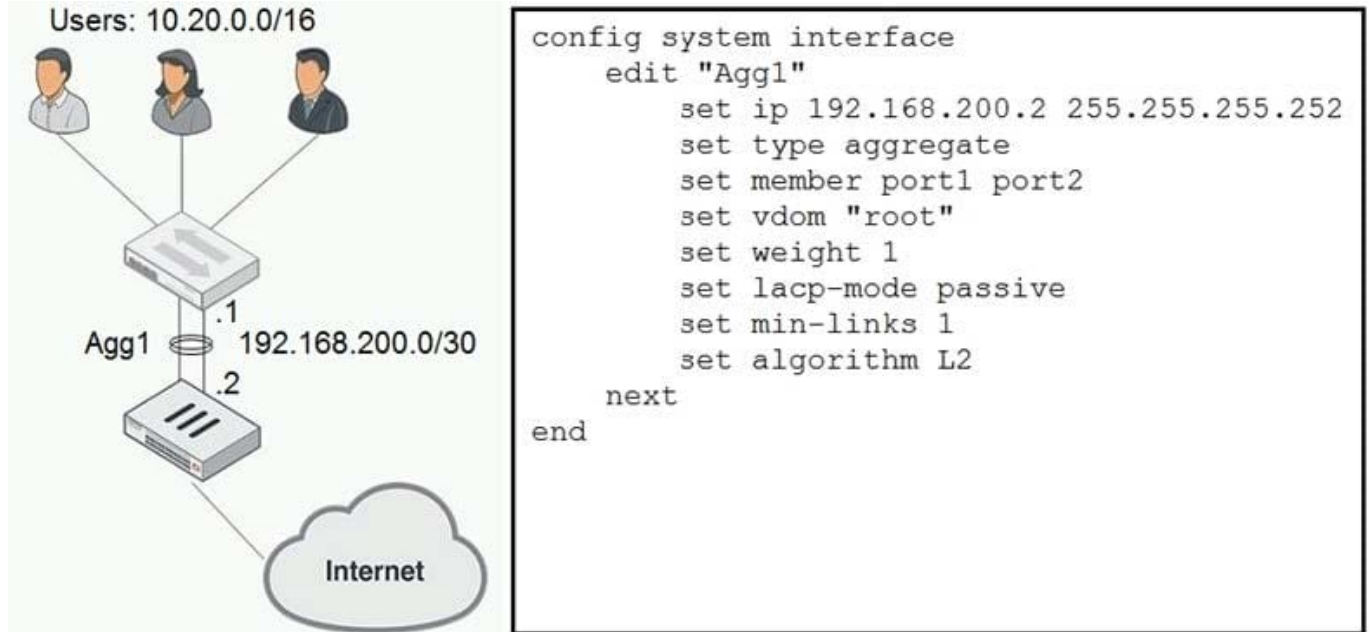 Users: 10.20.0.0/16
.1
Agg1
192.168.200.0/30
.2
Internet
config system interface
edit "Agg1"
set ip 192.168.200.2 255.255.255.252
set type aggregate
set member port1 port2
set vdom "root"
set weight 1
set lacp-mode passive
set min-links 1
set algorithm L2
next
end